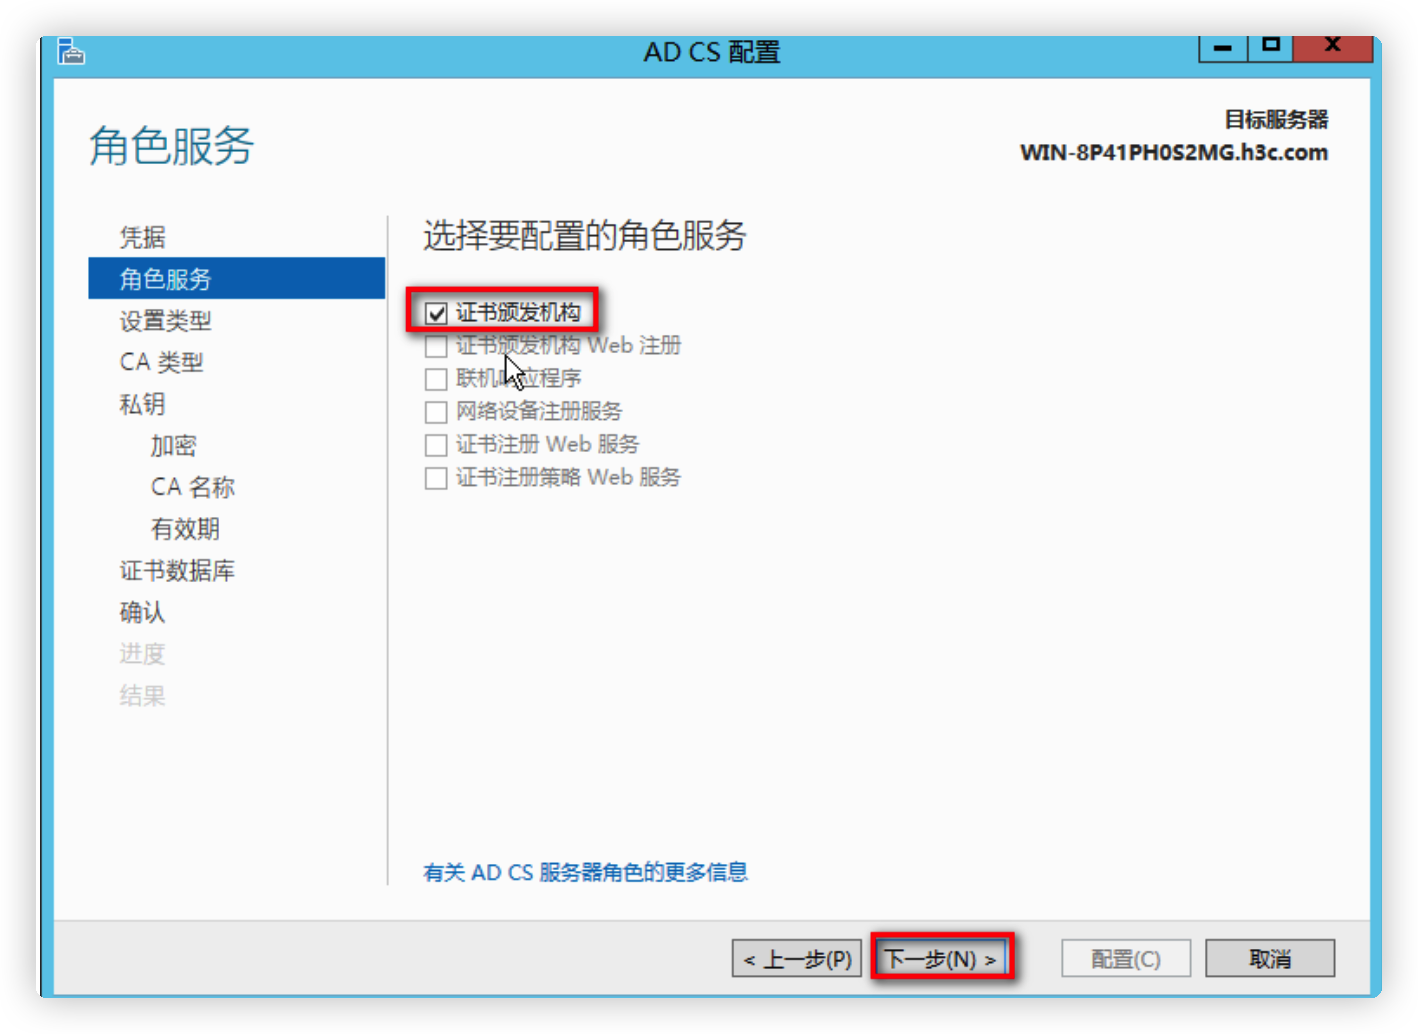 AD CS 配置
角色服务
目标服务器
WIN-8P41PH0S2MG.h3c.com
凭据
角色服务
设置类型
CA 类型
私钥
加密
CA 名称
有效期
证书数据库
确认
进度
结果
选择要配置的角色服务
证书颁发机构
证书颁发机构 Web 注册
联机响应程序
网络设备注册服务
证书注册 Web 服务
证书注册策略 Web 服务
有关 AD CS 服务器角色的更多信息
< 上一步(P) 下一步(N) > 配置(C) 取消